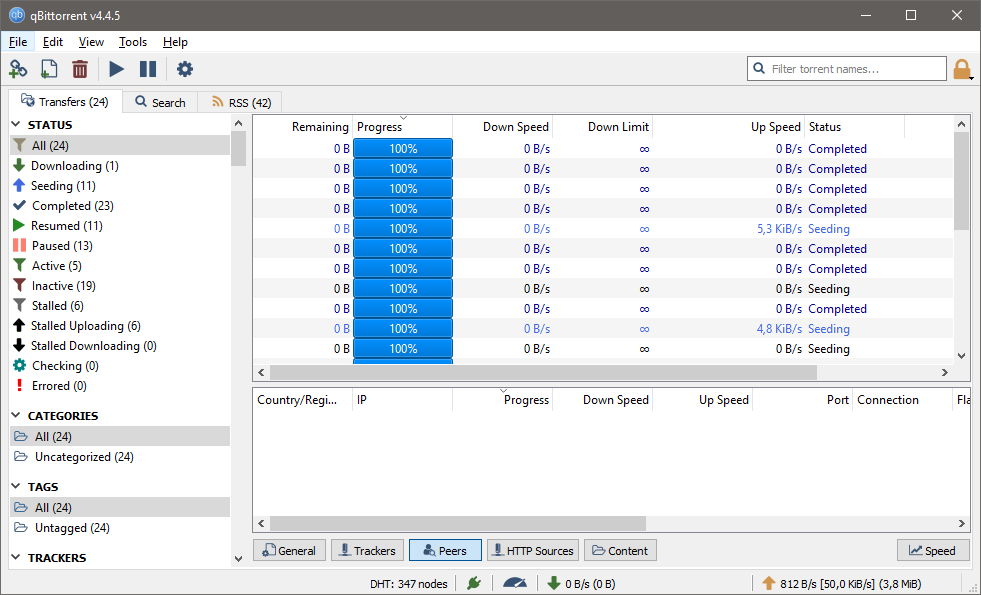 qb qBittorrent v4.4.5
File Edit View Tools Help
Filter torrent names...
Transfers (24) Search RSS (42)
STATUS
All (24)
Downloading (1)
Seeding (11)
Completed (23)
Resumed (11)
Paused (13)
Active (5)
Inactive (19)
Stalled (6)
Stalled Uploading (6)
Stalled Downloading (0)
Checking (0)
Errored (0)
CATEGORIES
All (24)
Uncategorized (24)
TAGS
All (24)
Untagged (24)
TRACKERS
Remaining Progress Down Speed Down Limit Up Speed Status
0 B 100% 0 B/s ∞ 0 B/s Completed
0 B 100% 0 B/s ∞ 0 B/s Completed
0 B 100% 0 B/s ∞ 0 B/s Completed
0 B 100% 0 B/s ∞ 0 B/s Completed
0 B 100% 0 B/s ∞ 5,3 KiB/s Seeding
0 B 100% 0 B/s ∞ 0 B/s Completed
0 B 100% 0 B/s ∞ 0 B/s Completed
0 B 100% 0 B/s ∞ 0 B/s Seeding
0 B 100% 0 B/s ∞ 0 B/s Completed
0 B 100% 0 B/s ∞ 4,8 KiB/s Seeding
0 B 100% 0 B/s ∞ 0 B/s Seeding
Country/Regi... IP Progress Down Speed Up Speed Port Connection Fla
General Trackers Peers HTTP Sources Content Speed
DHT: 347 nodes 0 B/s (0 B) 812 B/s [50,0 KiB/s] (3,8 MiB)